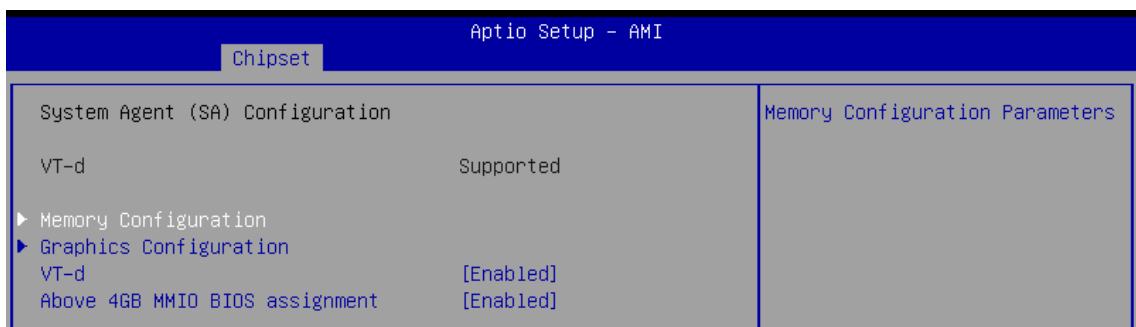 Aptio Setup – AMI
Chipset
System Agent (SA) Configuration
Memory Configuration Parameters
VT-d Supported
Memory Configuration
Graphics Configuration
VT-d [Enabled]
Above 4GB MMIO BIOS assignment [Enabled]